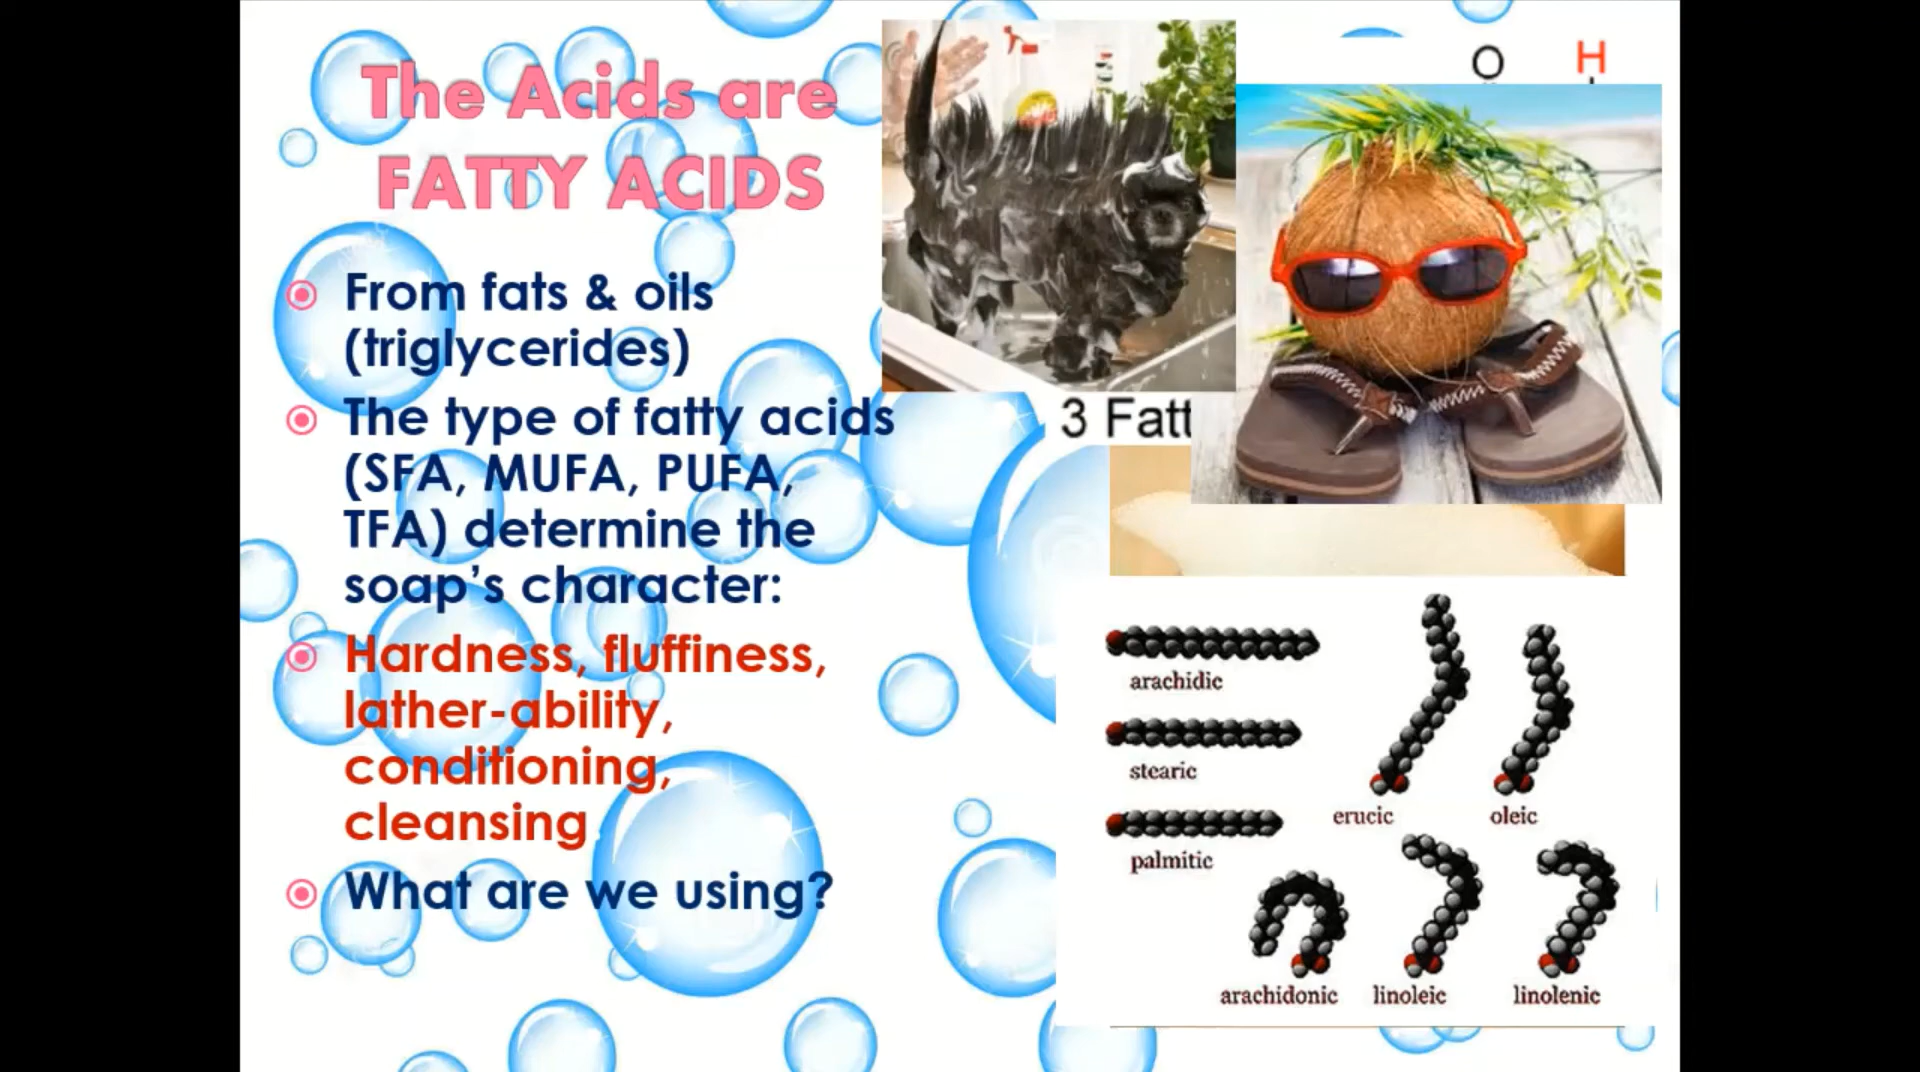 The Acids are
FATTY ACIDS
From fats & oils
(triglycerides)
The type of fatty acids
(SFA, MUFA, PUFA,
TFA) determine the
soap's character:
Hardness, fluffiness,
lather-ability,
conditioning,
cleansing
What are we using?
O H
3 Fatt
arachidic
stearic
palmitic
erucic
oleic
arachidonic
linoleic
linolenic